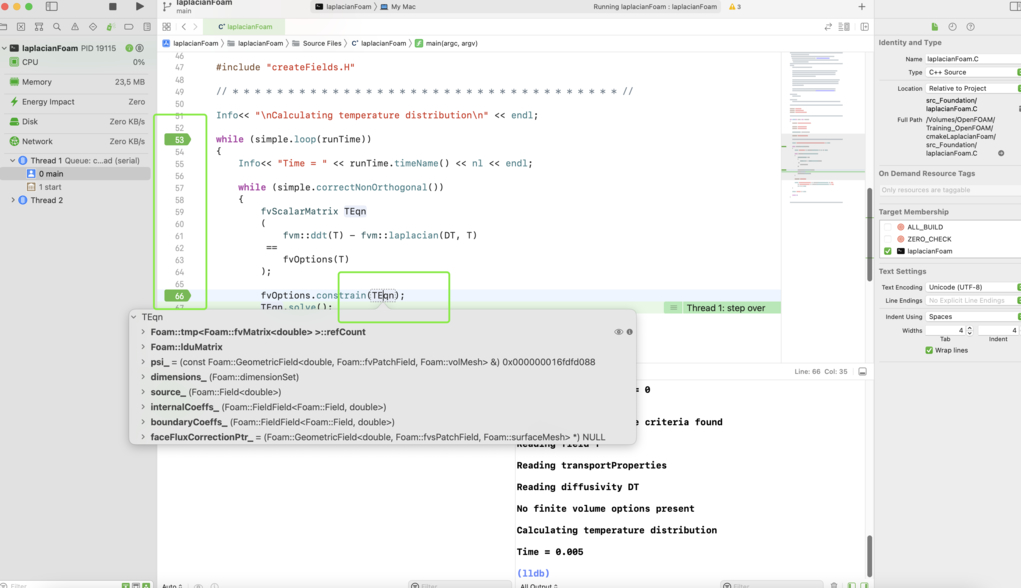 laplacianFoam
main
laplacianFoam 〉 My Mac
Running laplacianFoam : laplacianFoam
3
laplacianFoam
laplacianFoam PID 19115
CPU
0%
Memory
23,5 MB
Energy Impact
Zero
Disk
Zero KB/s
Network
Zero KB/s
Thread 1 Queue: c...ad (serial)
0 main
1 start
Thread 2
laplacianFoam 〉 laplacianFoam 〉 Source Files 〉 laplacianFoam 〉 main(argc, argv)
46
47 #include "createFields.H"
48
49 // * * * * * * * * * * * * * * * * * * * * * * * * * * * * * * * * * * * //
50
51 Info<< "\nCalculating temperature distribution\n" << endl;
52
53 while (simple.loop(runTime))
54 {
55 Info<< "Time = " << runTime.timeName() << nl << endl;
56
57 while (simple.correctNonOrthogonal())
58 {
59 fvScalarMatrix TEqn
60 (
61 fvm::ddt(T) - fvm::laplacian(DT, T)
62 ==
63 fvOptions(T)
64 );
65
66 fvOptions.constrain(TEqn);
67 TEqn.solve();
Thread 1: step over
TEqn
Foam::tmp<Foam::fvMatrix<double> >::refCount
Foam::lduMatrix
psi_ = (const Foam::GeometricField<double, Foam::fvPatchField, Foam::volMesh> &) 0x000000016fdfd088
dimensions_ (Foam::dimensionSet)
source_ (Foam::Field<double>)
internalCoeffs_ (Foam::FieldField<Foam::Field, double>)
boundaryCoeffs_ (Foam::FieldField<Foam::Field, double>)
faceFluxCorrectionPtr_ = (Foam::GeometricField<double, Foam::fvsPatchField, Foam::surfaceMesh> *) NULL
Line: 66 Col: 35
= 0
criteria found
Reading field T
Reading transportProperties
Reading diffusivity DT
No finite volume options present
Calculating temperature distribution
Time = 0.005
(lldb)
Filter
Auto
Filter
All Output
Filter
Identity and Type
Name laplacianFoam.C
Type C++ Source
Location Relative to Project
src_Foundation/
laplacianFoam.C
Full Path /Volumes/OpenFOAM/
Training_OpenFOAM/
cmakeLaplacianFoam/
src_Foundation/
laplacianFoam.C
On Demand Resource Tags
Only resources are taggable
Target Membership
ALL_BUILD
ZERO_CHECK
laplacianFoam
Text Settings
Text Encoding Unicode (UTF-8)
Line Endings No Explicit Line Endings
Indent Using Spaces
Widths 4 4
Tab Indent
Wrap lines